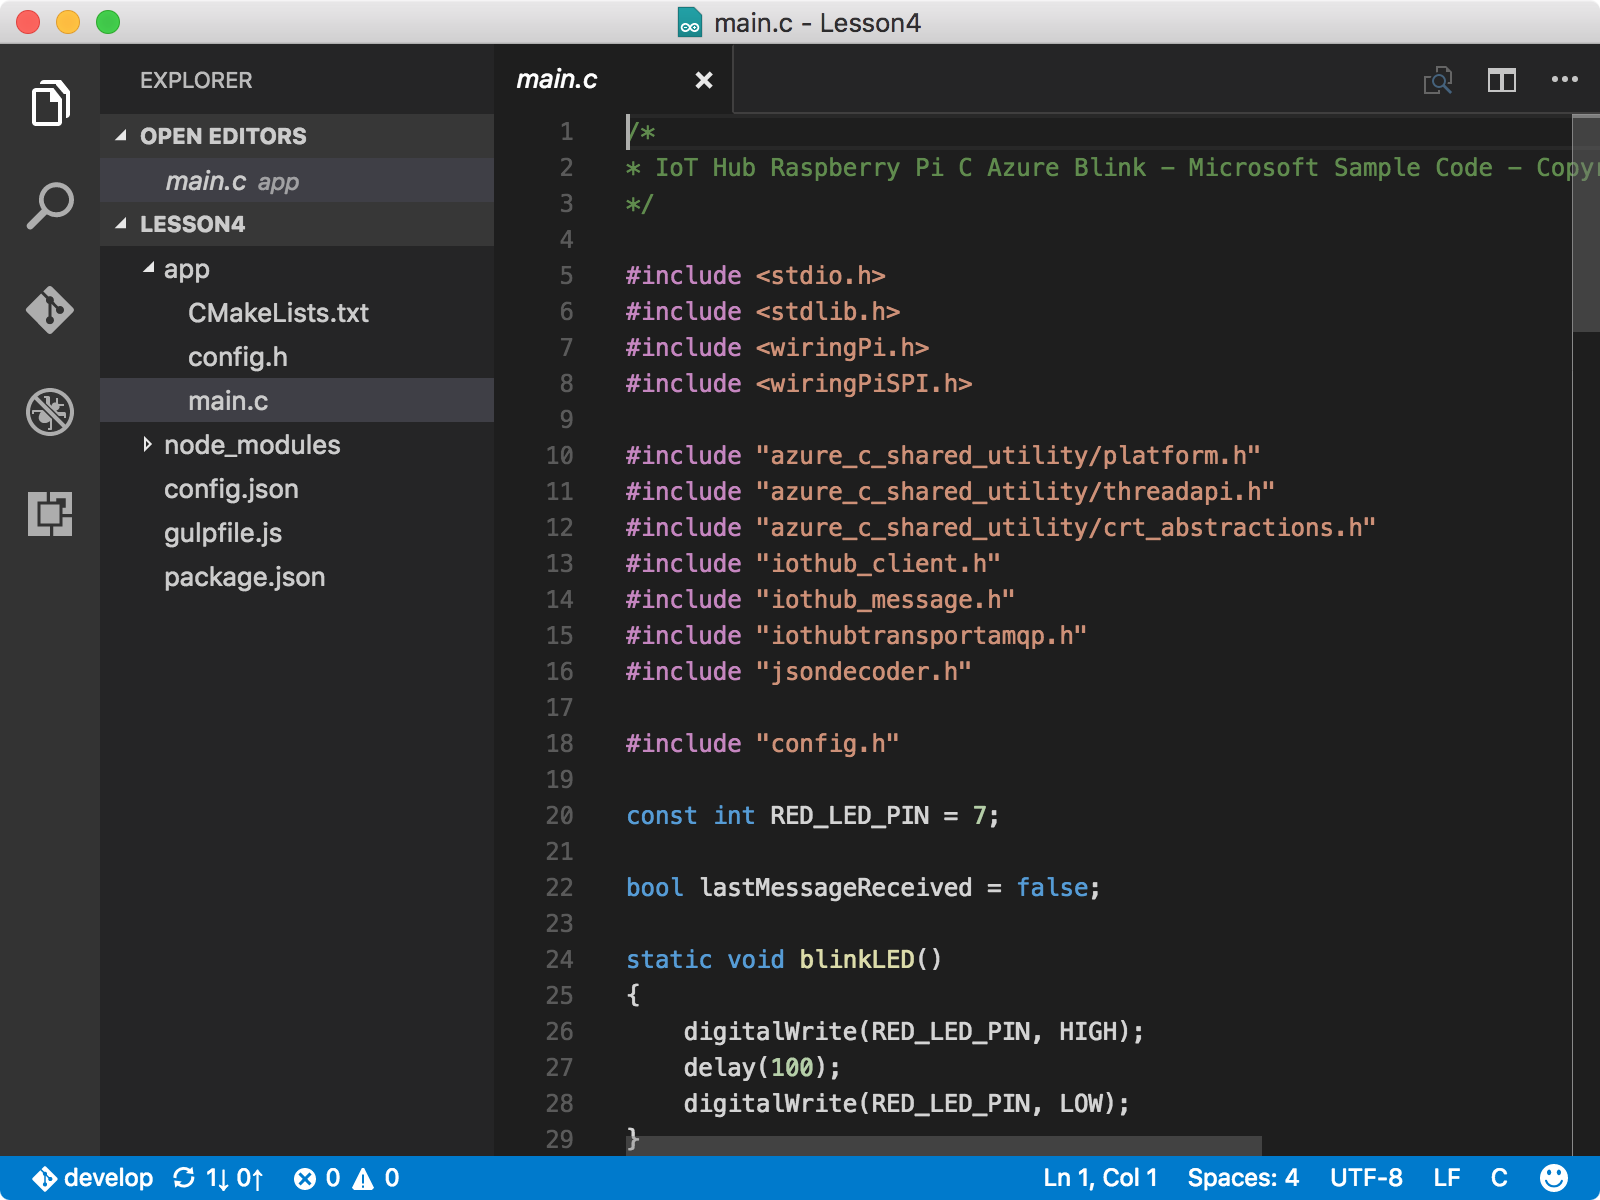 main.c - Lesson4
EXPLORER
OPEN EDITORS
main.c app
LESSON4
app
CMakeLists.txt
config.h
main.c
node_modules
config.json
gulpfile.js
package.json
main.c
1 /*
2 * IoT Hub Raspberry Pi C Azure Blink - Microsoft Sample Code -
3 */
4
5 #include <stdio.h>
6 #include <stdlib.h>
7 #include <wiringPi.h>
8 #include <wiringPiSPI.h>
9
10 #include "azure_c_shared_utility/platform.h"
11 #include "azure_c_shared_utility/threadapi.h"
12 #include "azure_c_shared_utility/crt_abstractions.h"
13 #include "iothub_client.h"
14 #include "iothub_message.h"
15 #include "iothubtransportamqp.h"
16 #include "jsondecoder.h"
17
18 #include "config.h"
19
20 const int RED_LED_PIN = 7;
21
22 bool lastMessageReceived = false;
23
24 static void blinkLED()
25 {
26     digitalWrite(RED_LED_PIN, HIGH);
27     delay(100);
28     digitalWrite(RED_LED_PIN, LOW);
29 }
develop 1↓ 0↑ 0 0 Ln 1, Col 1 Spaces: 4 UTF-8 LF C